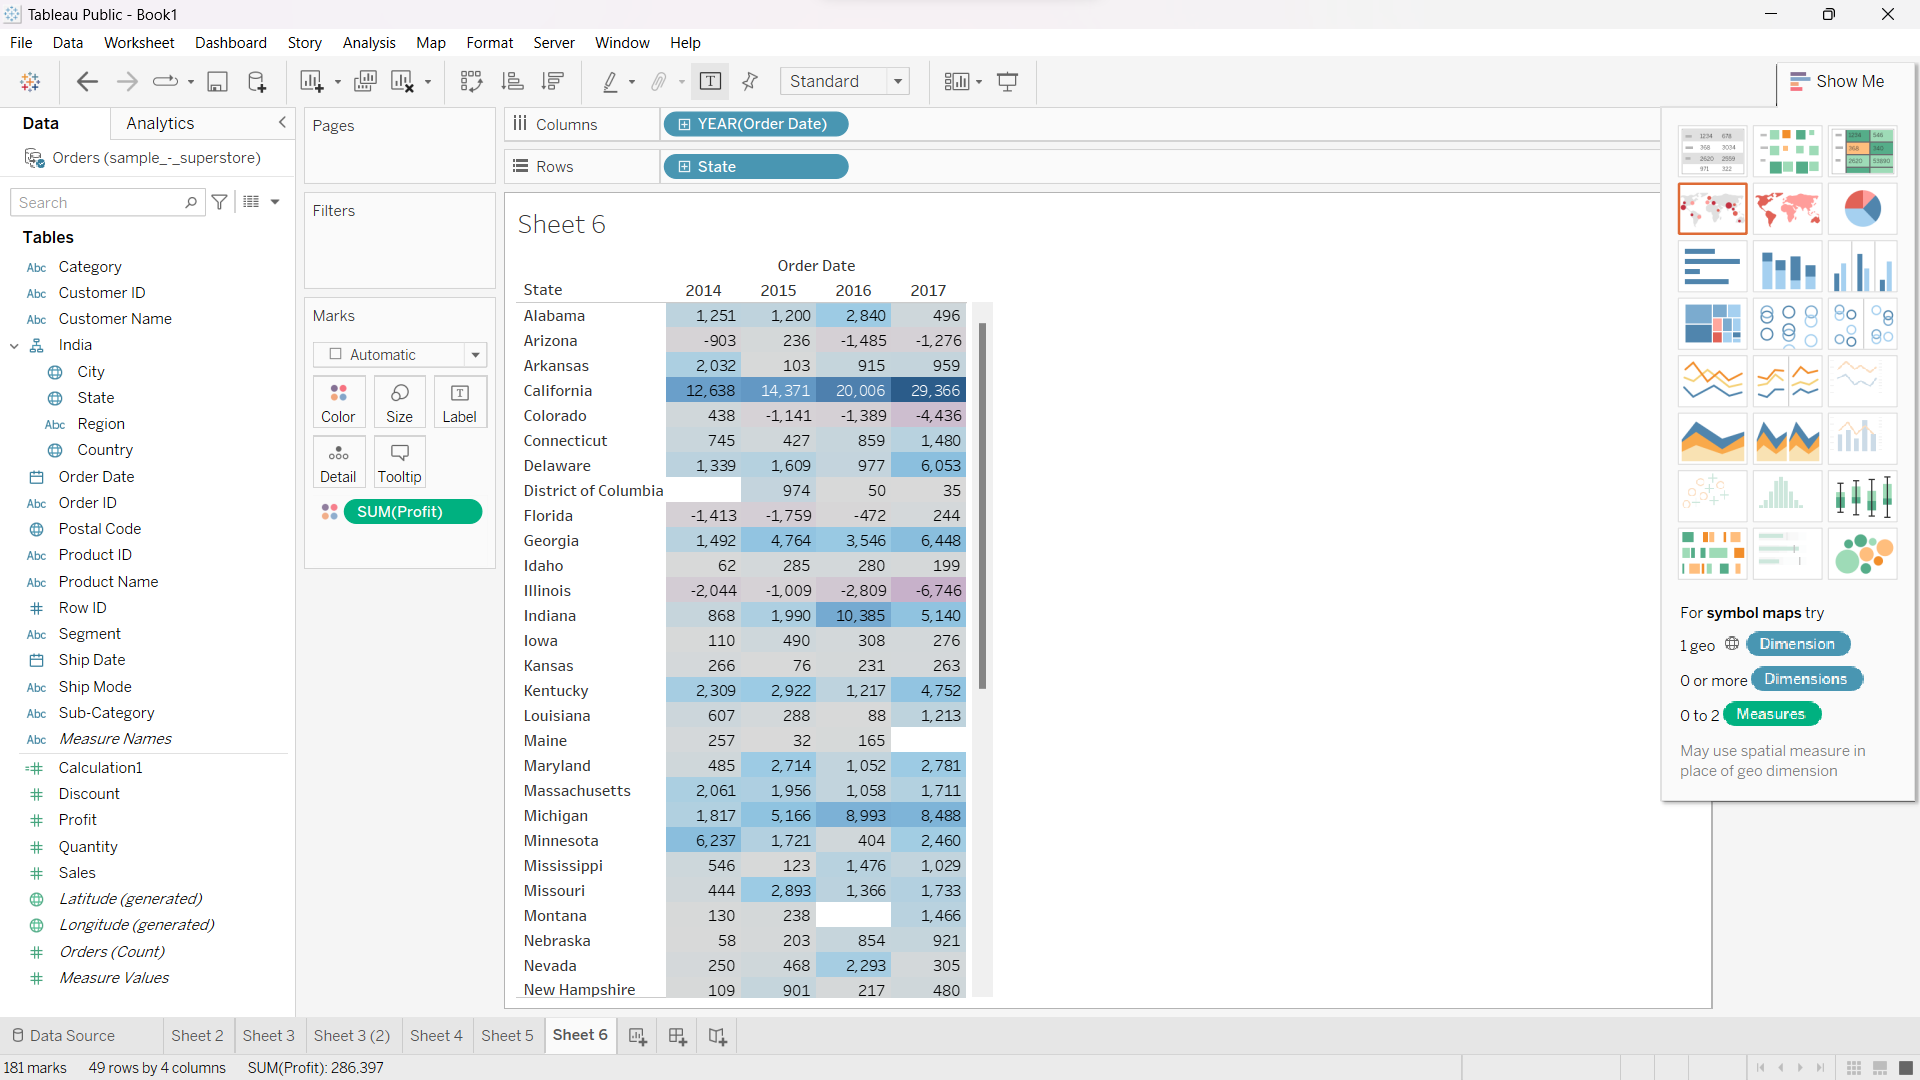 Tableau Public - Book1
File Data Worksheet Dashboard Story Analysis Map Format Server Window Help
Standard
Show Me
Data Analytics
Orders (sample_-_superstore)
Search
Tables
Abc Category
Abc Customer ID
Abc Customer Name
India
City
State
Abc Region
Country
Order Date
Abc Order ID
Postal Code
Abc Product ID
Abc Product Name
# Row ID
Abc Segment
Ship Date
Abc Ship Mode
Abc Sub-Category
Abc Measure Names
=# Calculation1
# Discount
# Profit
# Quantity
# Sales
Latitude (generated)
Longitude (generated)
# Orders (Count)
# Measure Values
Pages
Filters
Marks
Automatic
Color Size Label
Detail Tooltip
SUM(Profit)
Columns YEAR(Order Date)
Rows State
Sheet 6
Order Date
State 2014 2015 2016 2017
Alabama 1,251 1,200 2,840 496
Arizona -903 236 -1,485 -1,276
Arkansas 2,032 103 915 959
California 12,638 14,371 20,006 29,366
Colorado 438 -1,141 -1,389 -4,436
Connecticut 745 427 859 1,480
Delaware 1,339 1,609 977 6,053
District of Columbia 974 50 35
Florida -1,413 -1,759 -472 244
Georgia 1,492 4,764 3,546 6,448
Idaho 62 285 280 199
Illinois -2,044 -1,009 -2,809 -6,746
Indiana 868 1,990 10,385 5,140
Iowa 110 490 308 276
Kansas 266 76 231 263
Kentucky 2,309 2,922 1,217 4,752
Louisiana 607 288 88 1,213
Maine 257 32 165
Maryland 485 2,714 1,052 2,781
Massachusetts 2,061 1,956 1,058 1,711
Michigan 1,817 5,166 8,993 8,488
Minnesota 6,237 1,721 404 2,460
Mississippi 546 123 1,476 1,029
Missouri 444 2,893 1,366 1,733
Montana 130 238 1,466
Nebraska 58 203 854 921
Nevada 250 468 2,293 305
New Hampshire 109 901 217 480
For symbol maps try
1 geo Dimension
0 or more Dimensions
0 to 2 Measures
May use spatial measure in
place of geo dimension
Data Source Sheet 2 Sheet 3 Sheet 3 (2) Sheet 4 Sheet 5 Sheet 6
181 marks 49 rows by 4 columns SUM(Profit): 286,397